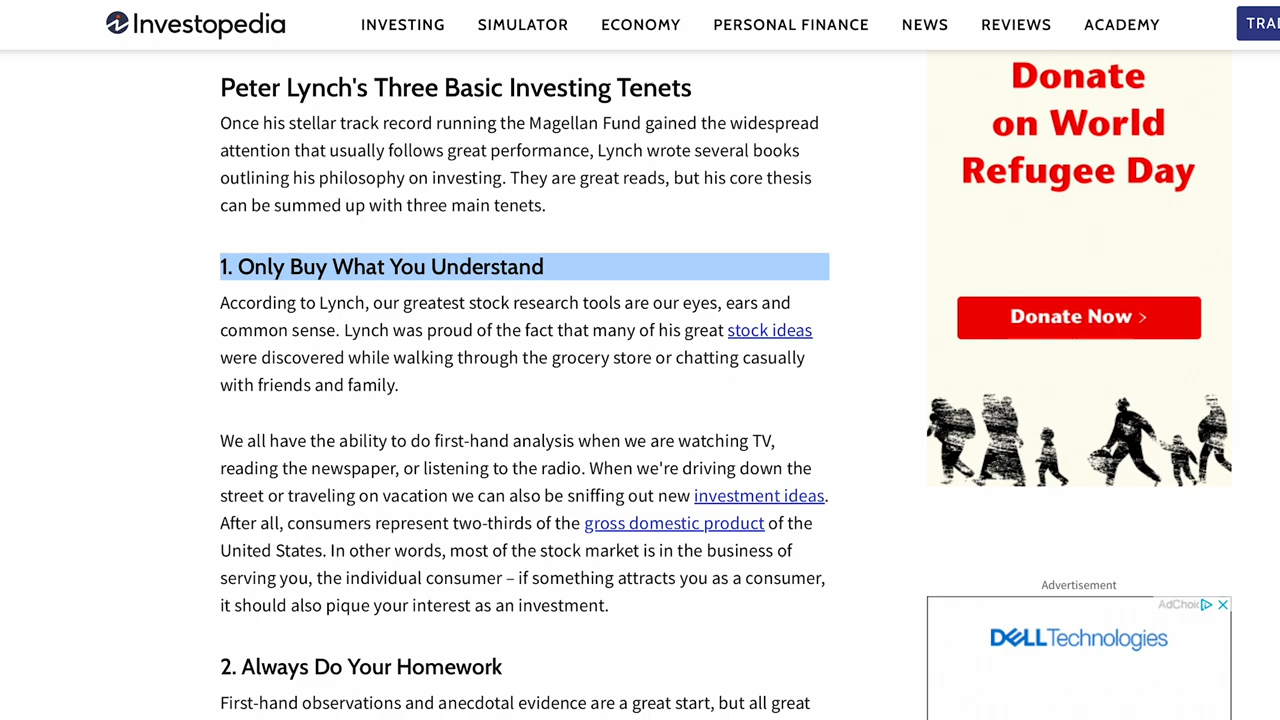 Investopedia
INVESTING
SIMULATOR
ECONOMY
PERSONAL FINANCE
NEWS
REVIEWS
ACADEMY
Peter Lynch's Three Basic Investing Tenets
Once his stellar track record running the Magellan Fund gained the widespread
attention that usually follows great performance, Lynch wrote several books
outlining his philosophy on investing. They are great reads, but his core thesis
can be summed up with three main tenets.
1. Only Buy What You Understand
According to Lynch, our greatest stock research tools are our eyes, ears and
common sense. Lynch was proud of the fact that many of his great stock ideas
were discovered while walking through the grocery store or chatting casually
with friends and family.
We all have the ability to do first-hand analysis when we are watching TV,
reading the newspaper, or listening to the radio. When we're driving down the
street or traveling on vacation we can also be sniffing out new investment ideas.
After all, consumers represent two-thirds of the gross domestic product of the
United States. In other words, most of the stock market is in the business of
serving you, the individual consumer – if something attracts you as a consumer,
it should also pique your interest as an investment.
2. Always Do Your Homework
First-hand observations and anecdotal evidence are a great start, but all great
Donate
on World
Refugee Day
Donate Now >
Advertisement
DELL Technologies